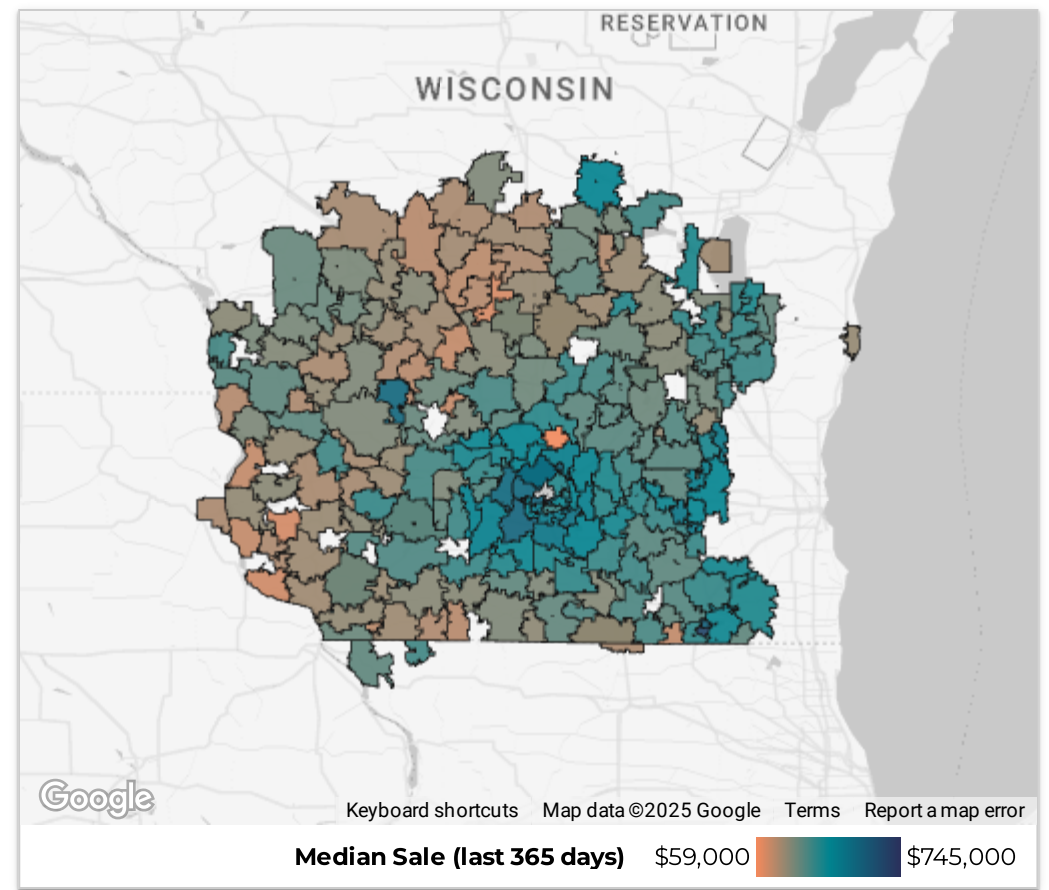 RESERVATION
WISCONSIN
Google
Keyboard shortcuts Map data ©2025 Google Terms Report a map error
Median Sale (last 365 days) $59,000 $745,000